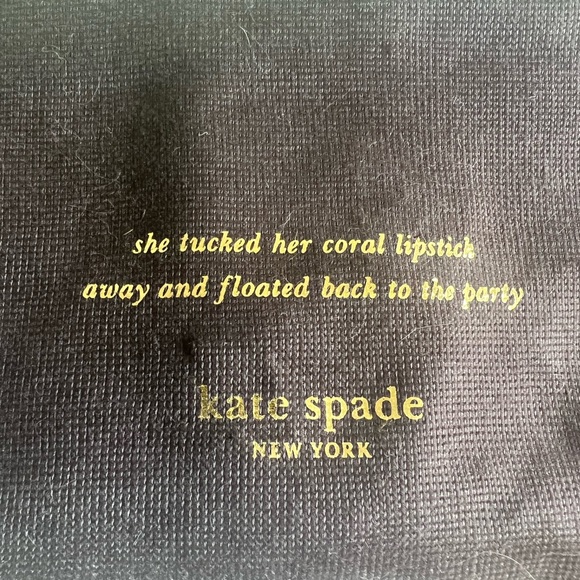 she tucked her coral lipstick
away and floated back to the party
kate spade
NEW YORK